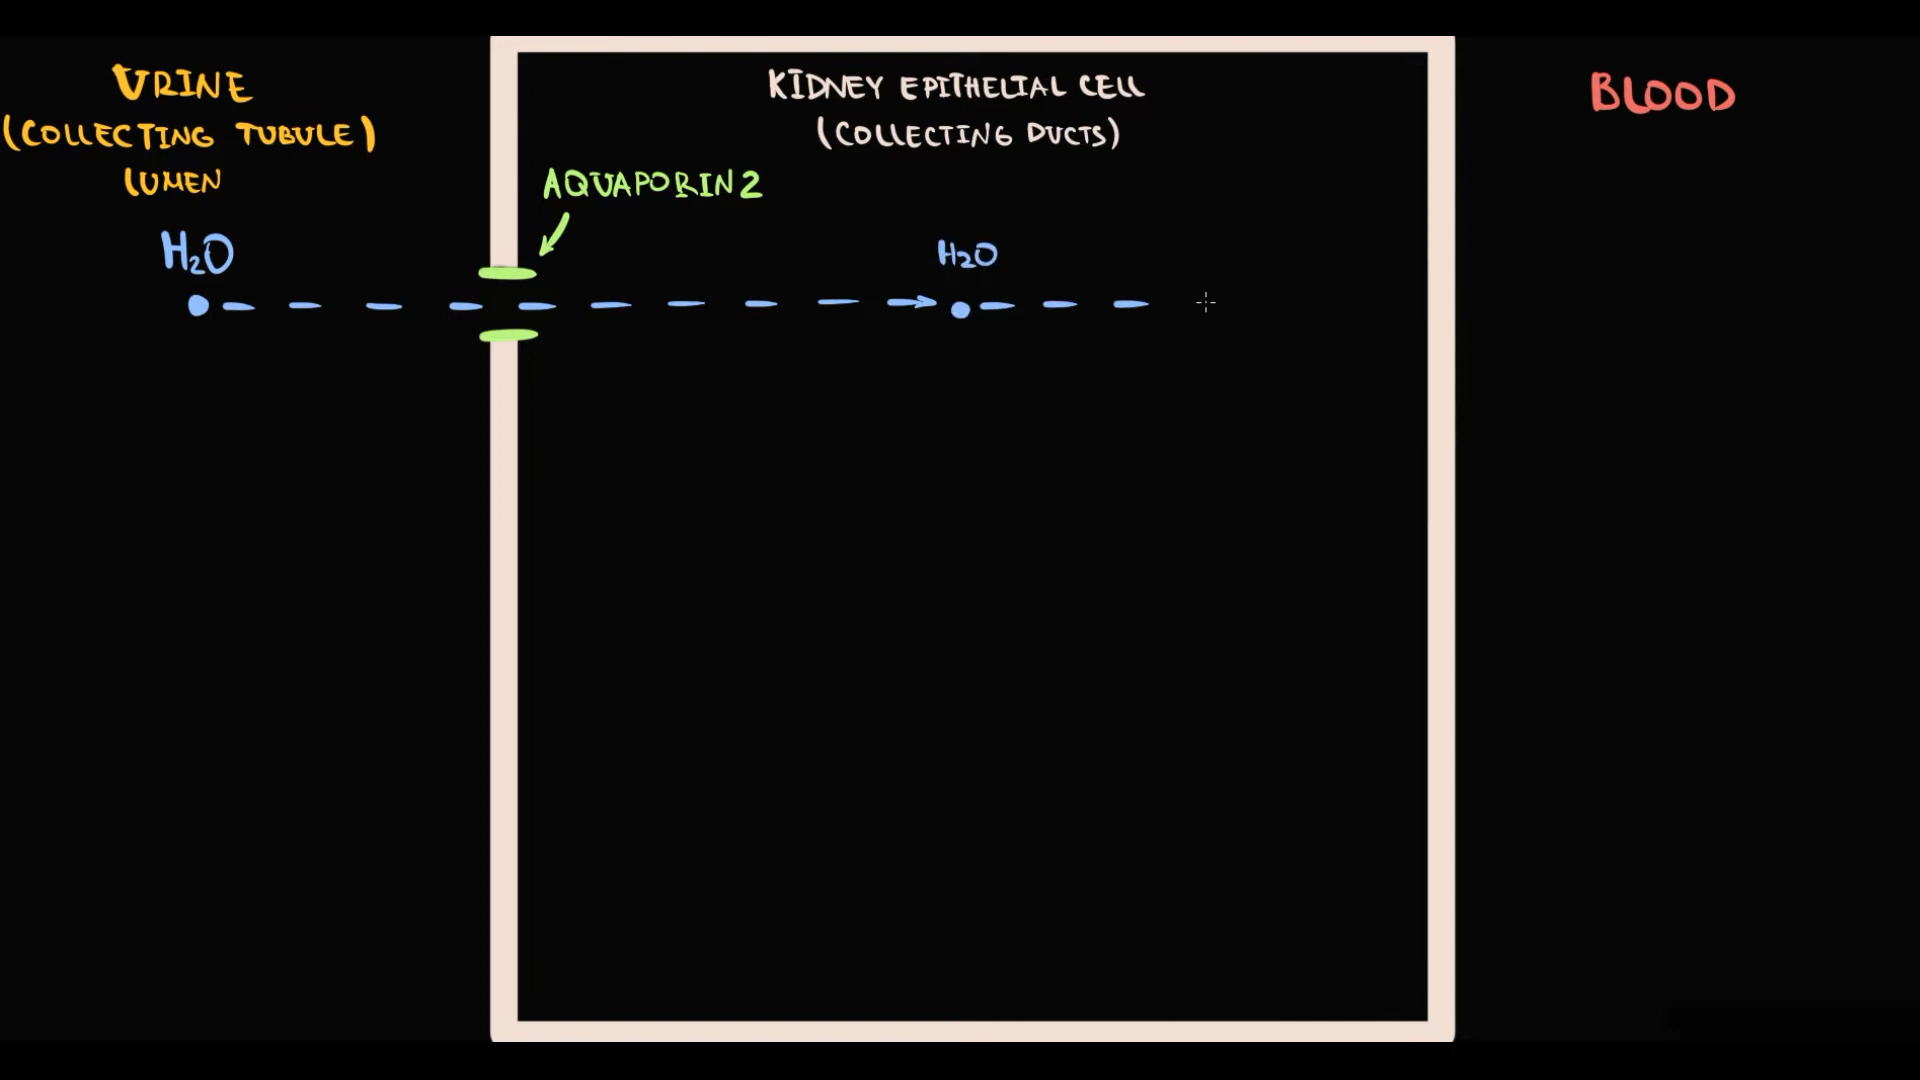 URINE
(COLLECTING TUBULE)
LUMEN
H₂O
KIDNEY EPITHELIAL CELL
(COLLECTING DUCTS)
AQUAPORIN 2
H₂O
BLOOD